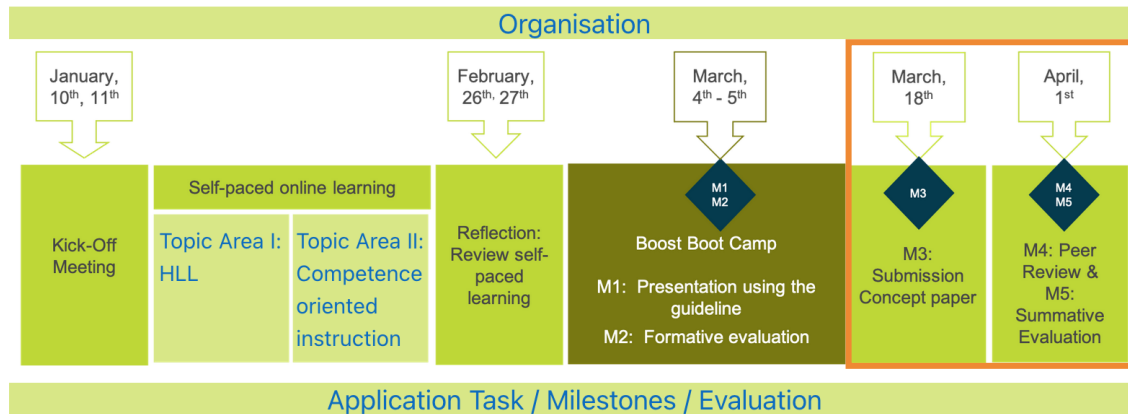 Organisation
January,
10th, 11th
February,
26th, 27th
March,
4th - 5th
March,
18th
April,
1st
Kick-Off
Meeting
Self-paced online learning
Topic Area I:
HLL
Topic Area II:
Competence
oriented
instruction
Reflection:
Review self-
paced
learning
M1
M2
Boost Boot Camp
M1: Presentation using the
guideline
M2: Formative evaluation
M3
M3:
Submission
Concept paper
M4
M5
M4: Peer
Review &
M5:
Summative
Evaluation
Application Task / Milestones / Evaluation